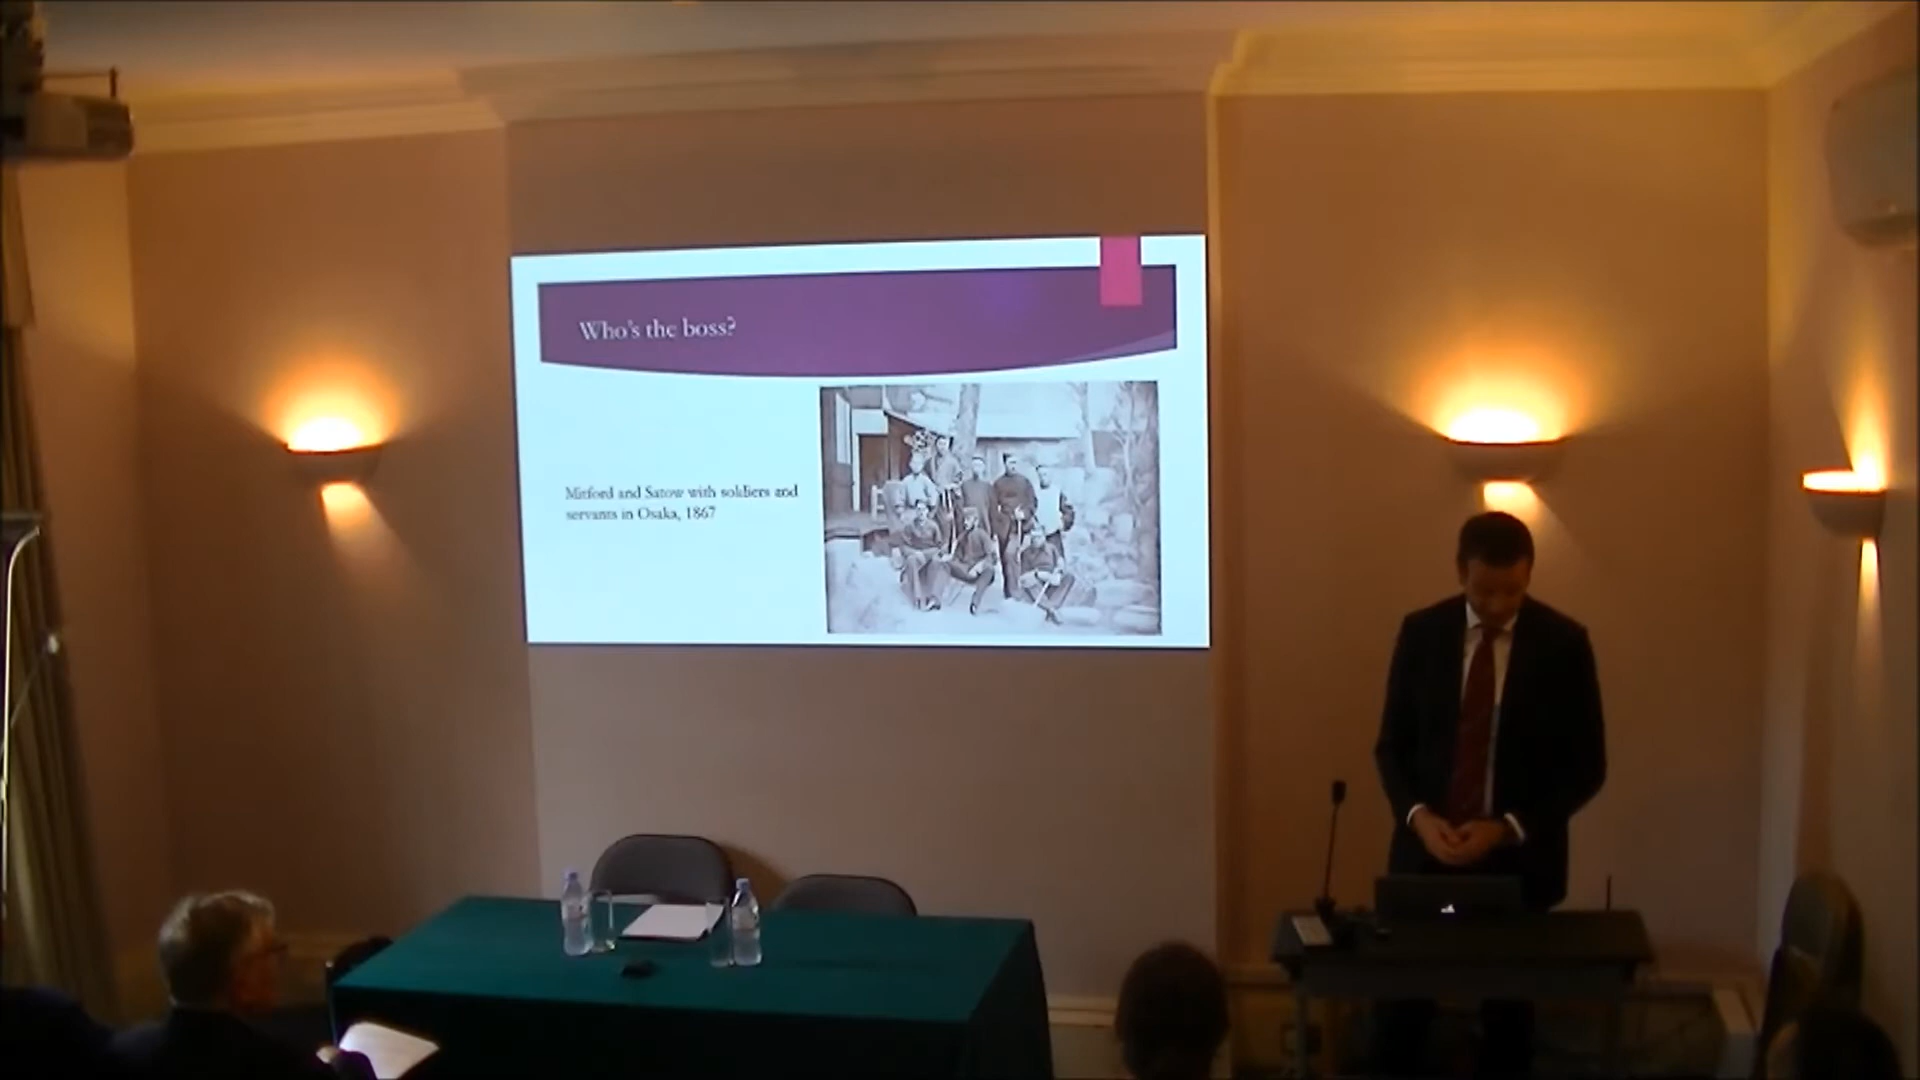 Who's the boss?
Mitford and Satow with soldiers and
servants in Osaka, 1867